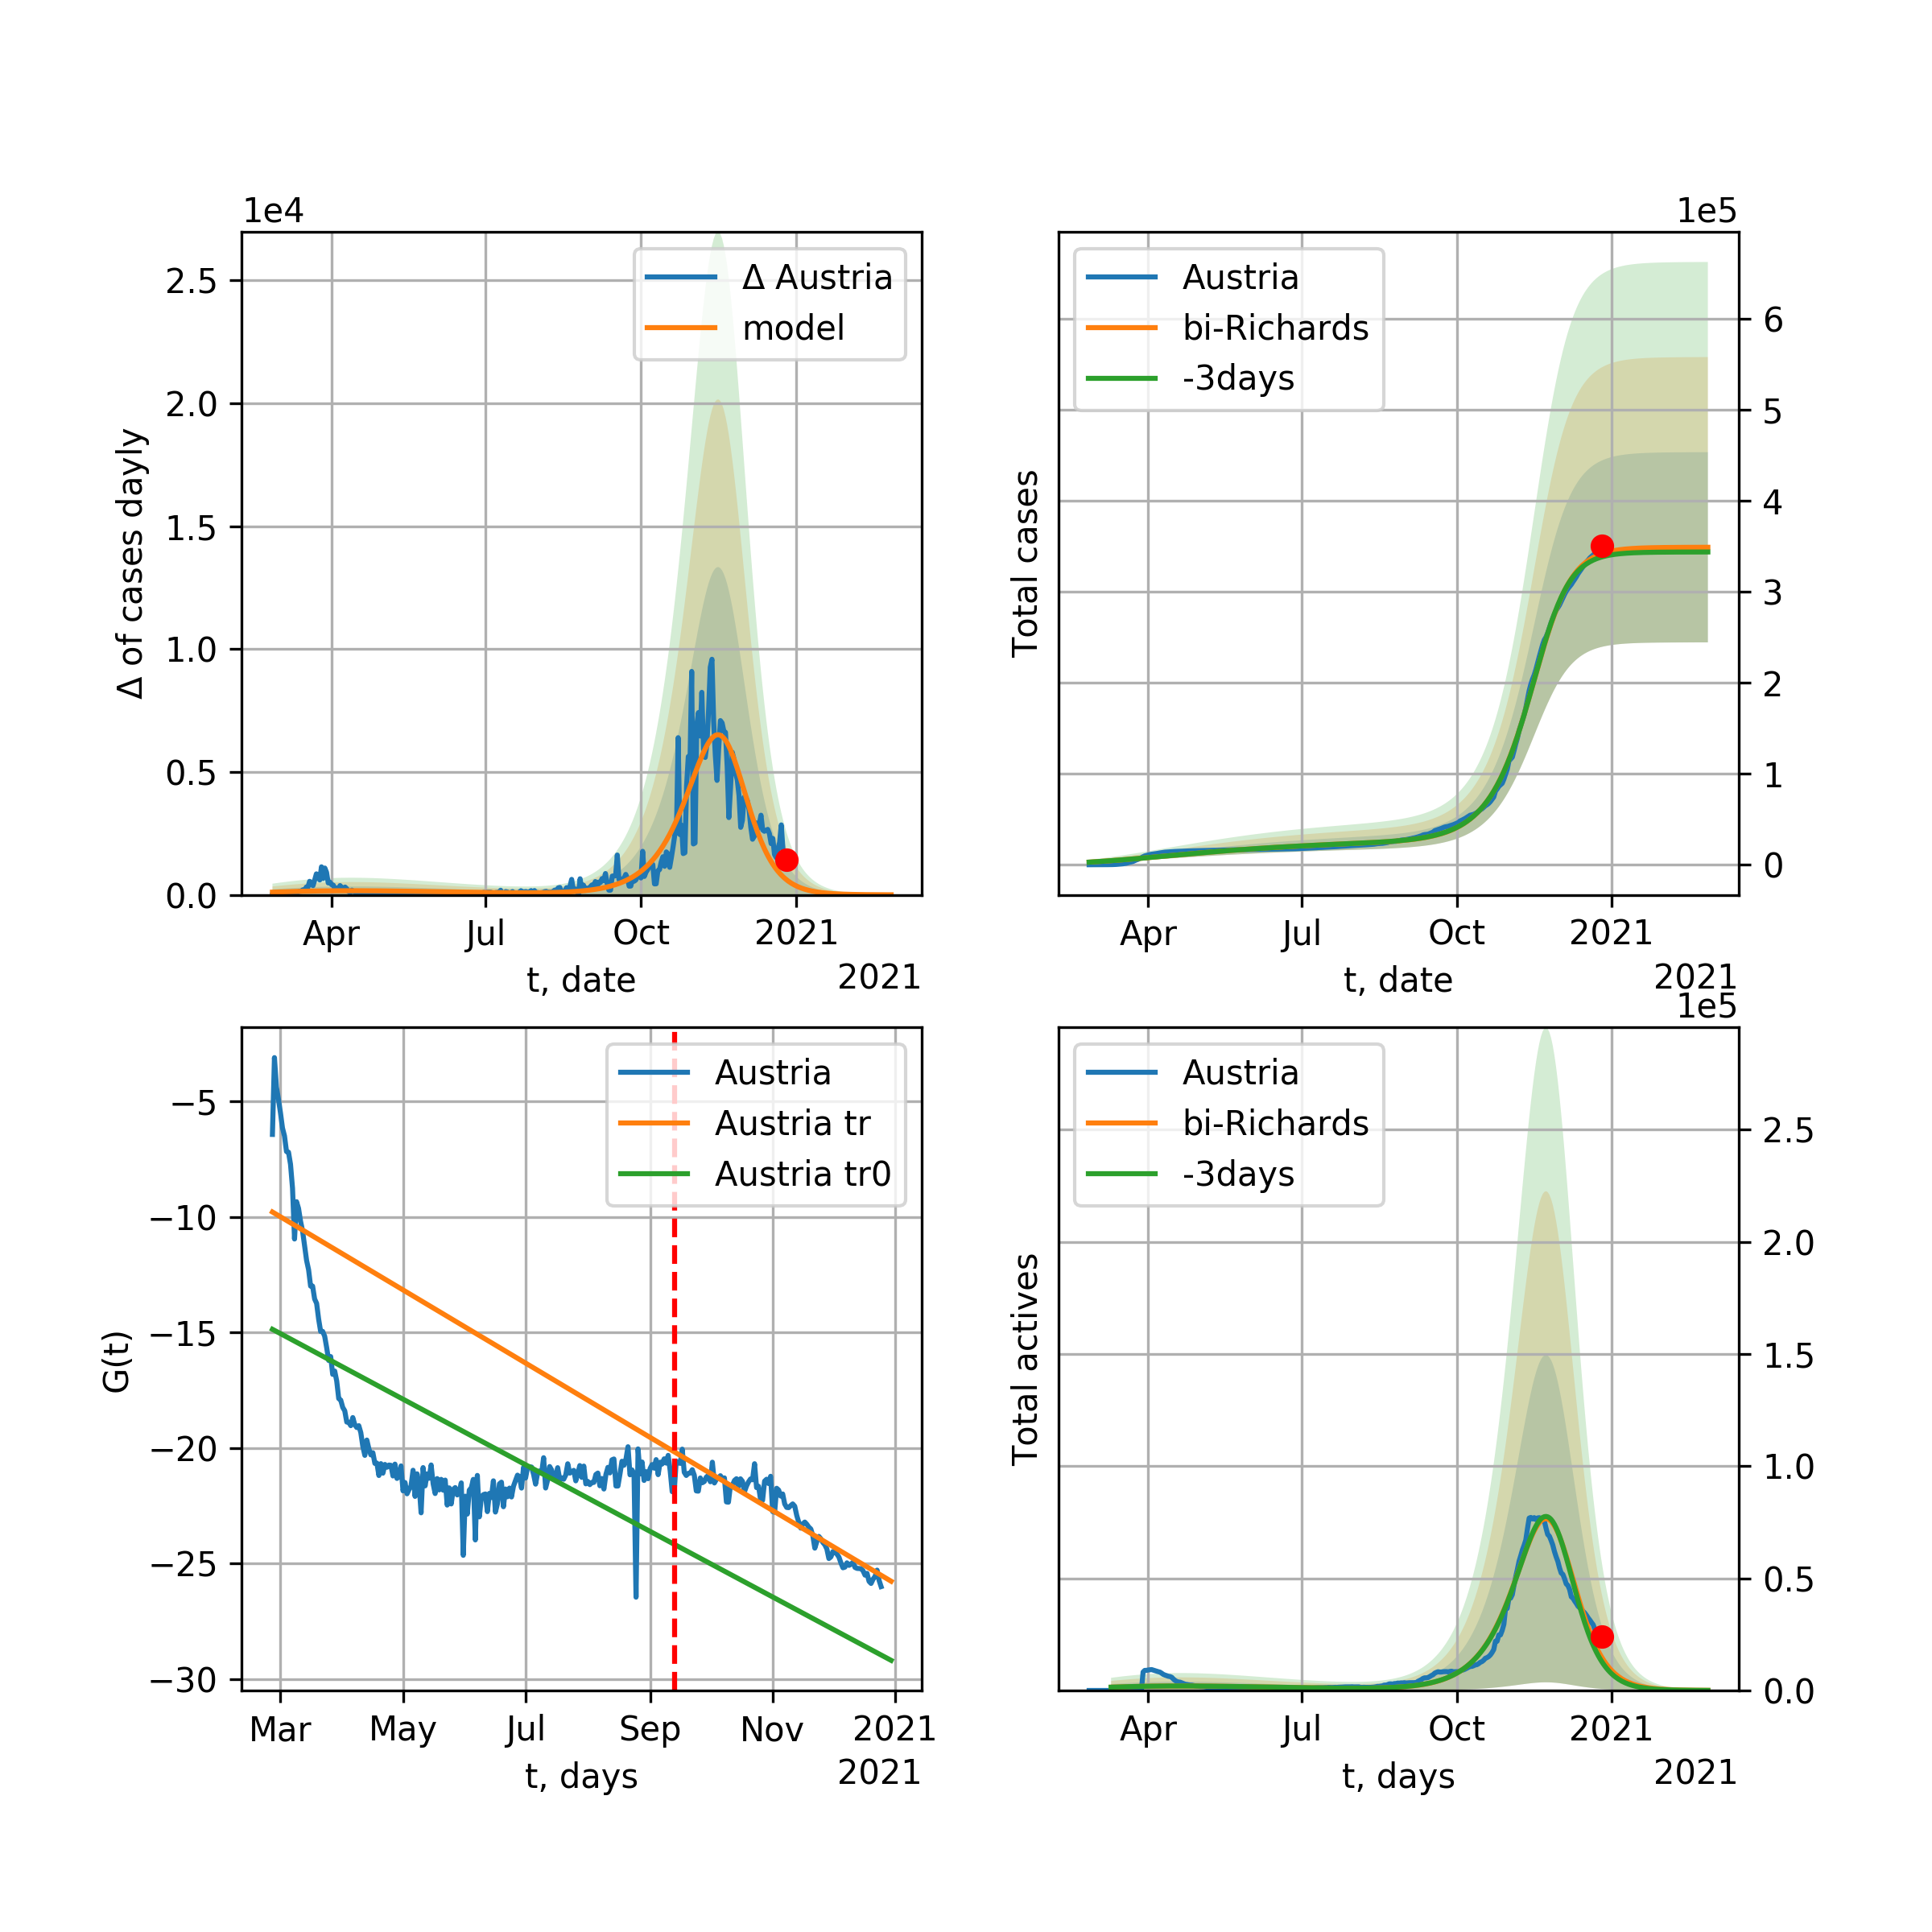 1e4
2.5
2.0
1.5
1.0
0.5
0.0
Δ of cases dayly
Δ Austria
model
Apr Jul Oct 2021
t, date
2021
1e5
Austria
bi-Richards
-3days
Total cases
6
5
4
3
2
1
0
Apr Jul Oct 2021
t, date
2021
−5
−10
−15
−20
−25
−30
G(t)
Austria
Austria tr
Austria tr0
Mar May Jul Sep Nov 2021
t, days
2021
1e5
Austria
bi-Richards
-3days
Total actives
2.5
2.0
1.5
1.0
0.5
0.0
Apr Jul Oct 2021
t, days
2021